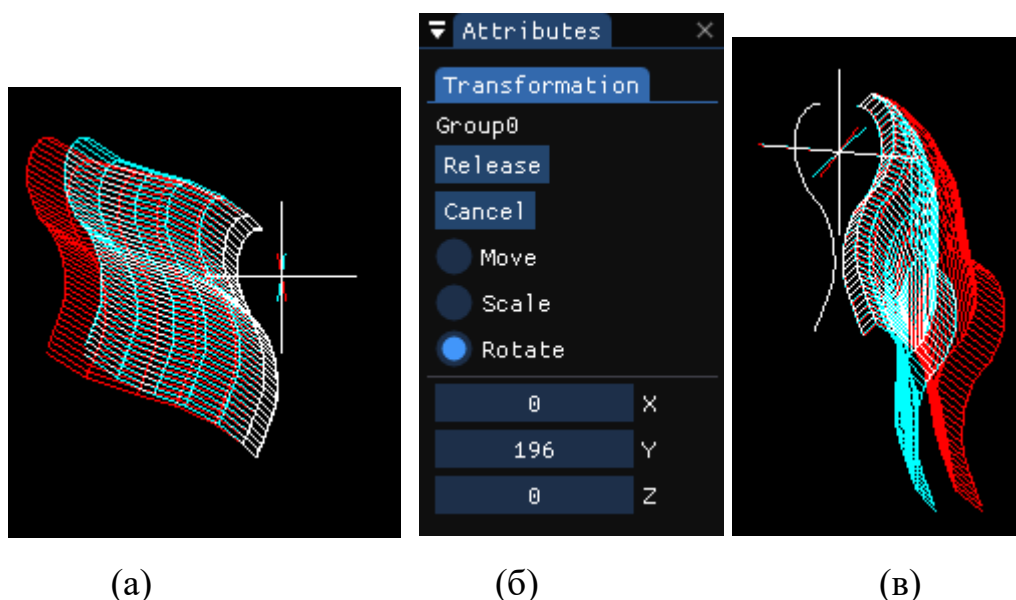 Attributes
Transformation
Group0
Release
Cancel
Move
Scale
Rotate
0 X
196 Y
0 Z
(а) (б) (в)